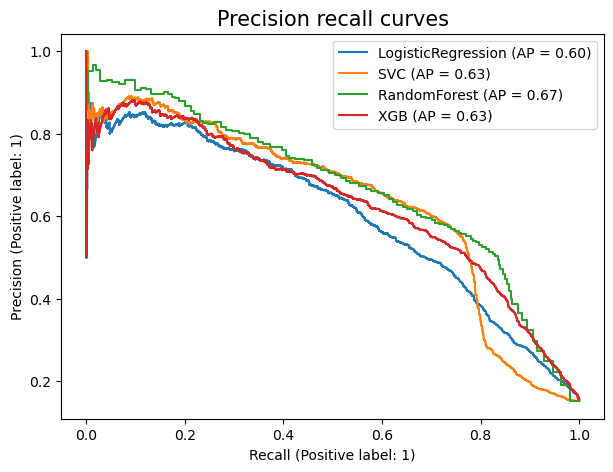 Precision recall curves
LogisticRegression (AP = 0.60)
SVC (AP = 0.63)
RandomForest (AP = 0.67)
XGB (AP = 0.63)
Precision (Positive label: 1)
1.0
0.8
0.6
0.4
0.2
0.0 0.2 0.4 0.6 0.8 1.0
Recall (Positive label: 1)